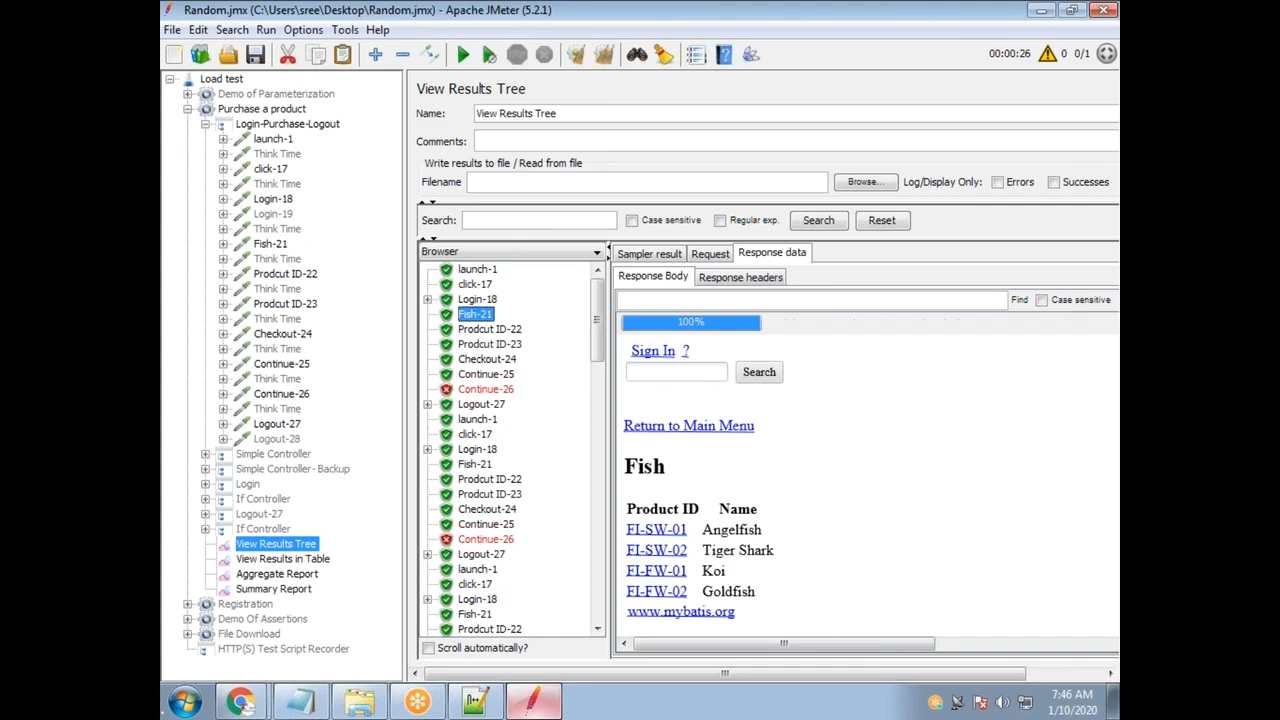 Random.jmx (C:\Users\sree\Desktop\Random.jmx) - Apache JMeter (5.2.1)
File Edit Search Run Options Tools Help
00:00:26 0 0/1
Load test
Demo of Parameterization
Purchase a product
Login-Purchase-Logout
launch-1
Think Time
click-17
Think Time
Login-18
Login-19
Think Time
Fish-21
Think Time
Prodcut ID-22
Think Time
Prodcut ID-23
Think Time
Checkout-24
Think Time
Continue-25
Think Time
Continue-26
Think Time
Logout-27
Logout-28
Simple Controller
Simple Controller- Backup
Login
If Controller
Logout-27
If Controller
View Results Tree
View Results in Table
Aggregate Report
Summary Report
Registration
Demo Of Assertions
File Download
HTTP(S) Test Script Recorder
View Results Tree
Name: View Results Tree
Comments:
Write results to file / Read from file
Filename Browse... Log/Display Only: Errors Successes
Search: Case sensitive Regular exp. Search Reset
Browser
launch-1
click-17
Login-18
Fish-21
Prodcut ID-22
Prodcut ID-23
Checkout-24
Continue-25
Continue-26
Logout-27
launch-1
click-17
Login-18
Fish-21
Prodcut ID-22
Prodcut ID-23
Checkout-24
Continue-25
Continue-26
Logout-27
launch-1
click-17
Login-18
Fish-21
Prodcut ID-22
Scroll automatically?
Sampler result Request Response data
Response Body Response headers
Find Case sensitive
100%
Sign In ?
Search
Return to Main Menu
Fish
Product ID Name
FI-SW-01 Angelfish
FI-SW-02 Tiger Shark
FI-FW-01 Koi
FI-FW-02 Goldfish
www.mybatis.org
7:46 AM
1/10/2020